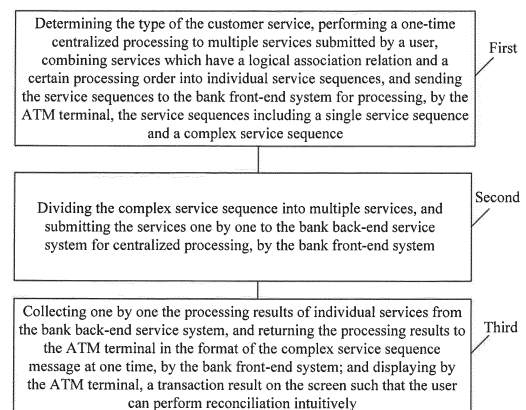 Determining the type of the customer service, performing a one-time
centralized processing to multiple services submitted by a user,
combining services which have a logical association relation and a
certain processing order into individual service sequences, and sending
the service sequences to the bank front-end system for processing, by the
ATM terminal, the service sequences including a single service sequence
and a complex service sequence
First
Dividing the complex service sequence into multiple services, and
submitting the services one by one to the bank back-end service
system for centralized processing, by the bank front-end system
Second
Collecting one by one the processing results of individual services from
the bank back-end service system, and returning the processing results to
the ATM terminal in the format of the complex service sequence
message at one time, by the bank front-end system; and displaying by
the ATM terminal, a transaction result on the screen such that the user
can perform reconciliation intuitively
Third